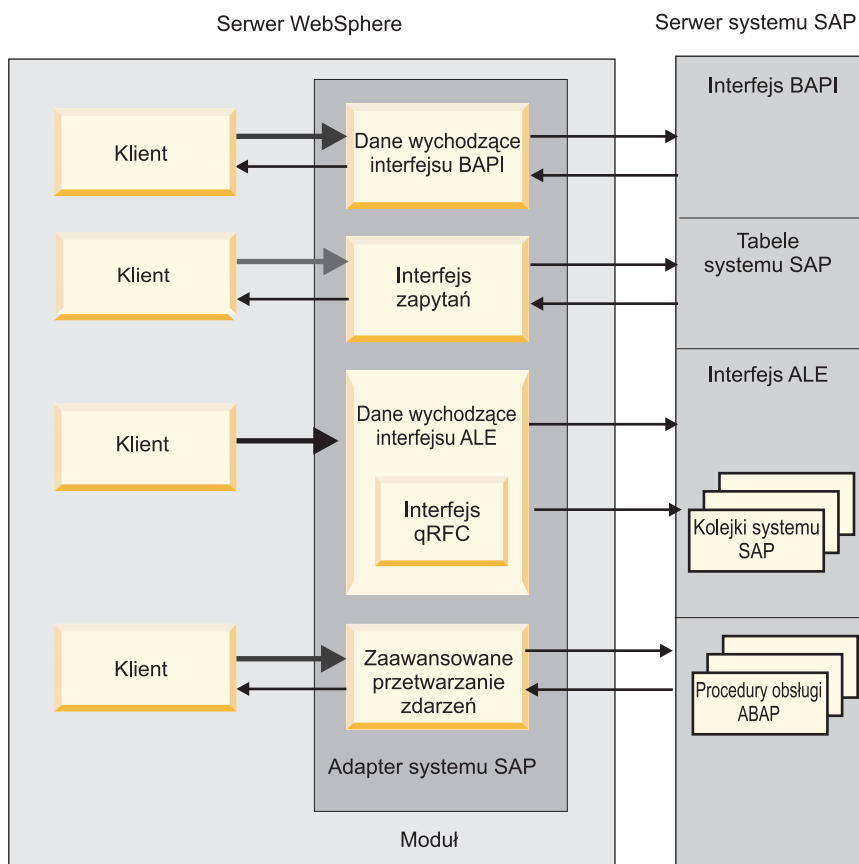 Serwer WebSphere
Serwer systemu SAP
Klient
Dane wychodzące
interfejsu BAPI
Interfejs BAPI
Klient
Interfejs
zapytań
Tabele
systemu SAP
Klient
Dane wychodzące
interfejsu ALE
Interfejs
qRFC
Interfejs ALE
Kolejki systemu
SAP
Klient
Zaawansowane
przetwarzanie
zdarzeń
Procedury obsługi
ABAP
Adapter systemu SAP
Moduł